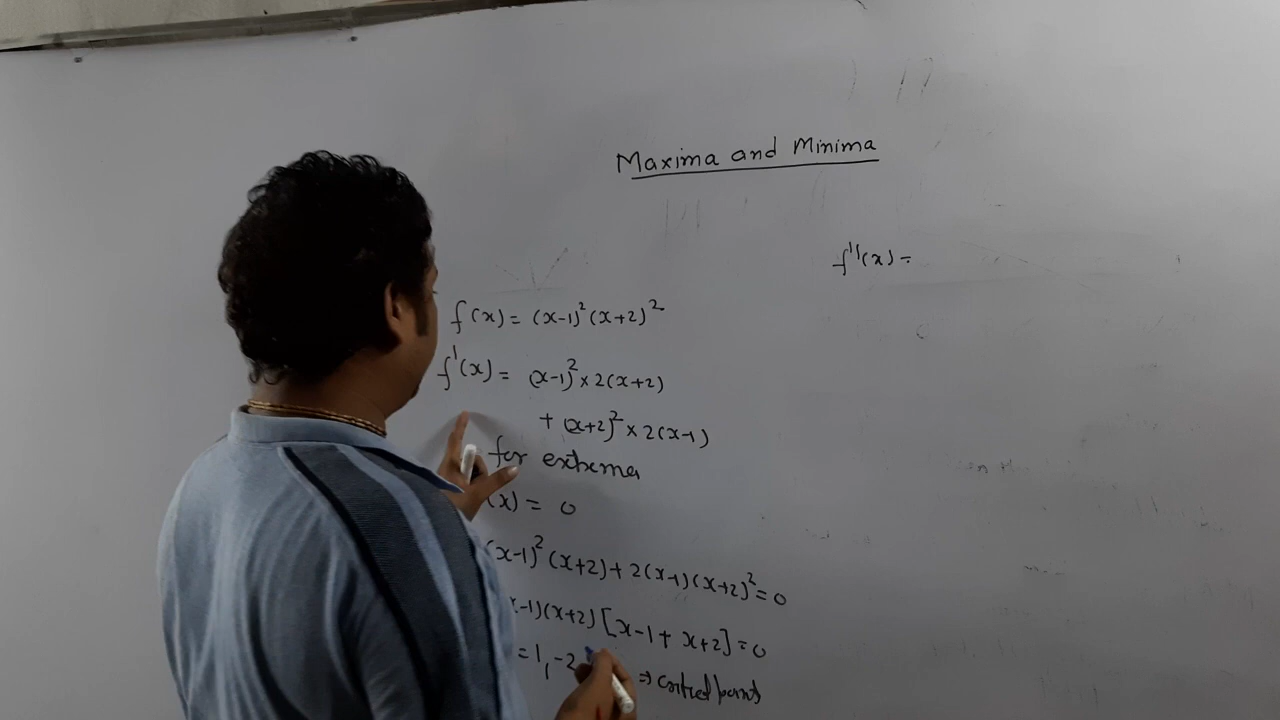 Maxima and Minima
f''(x) =
f(x) = (x-1)² (x+2)²
f'(x) = (x-1)² × 2(x+2)
+ (x+2)² × 2(x-1)
for extrema
(x) = 0
(x-1)² (x+2) + 2(x-1)(x+2)² = 0
-1)(x+2) [x-1 + x+2] = 0
= 1, -2
⇒ critical points